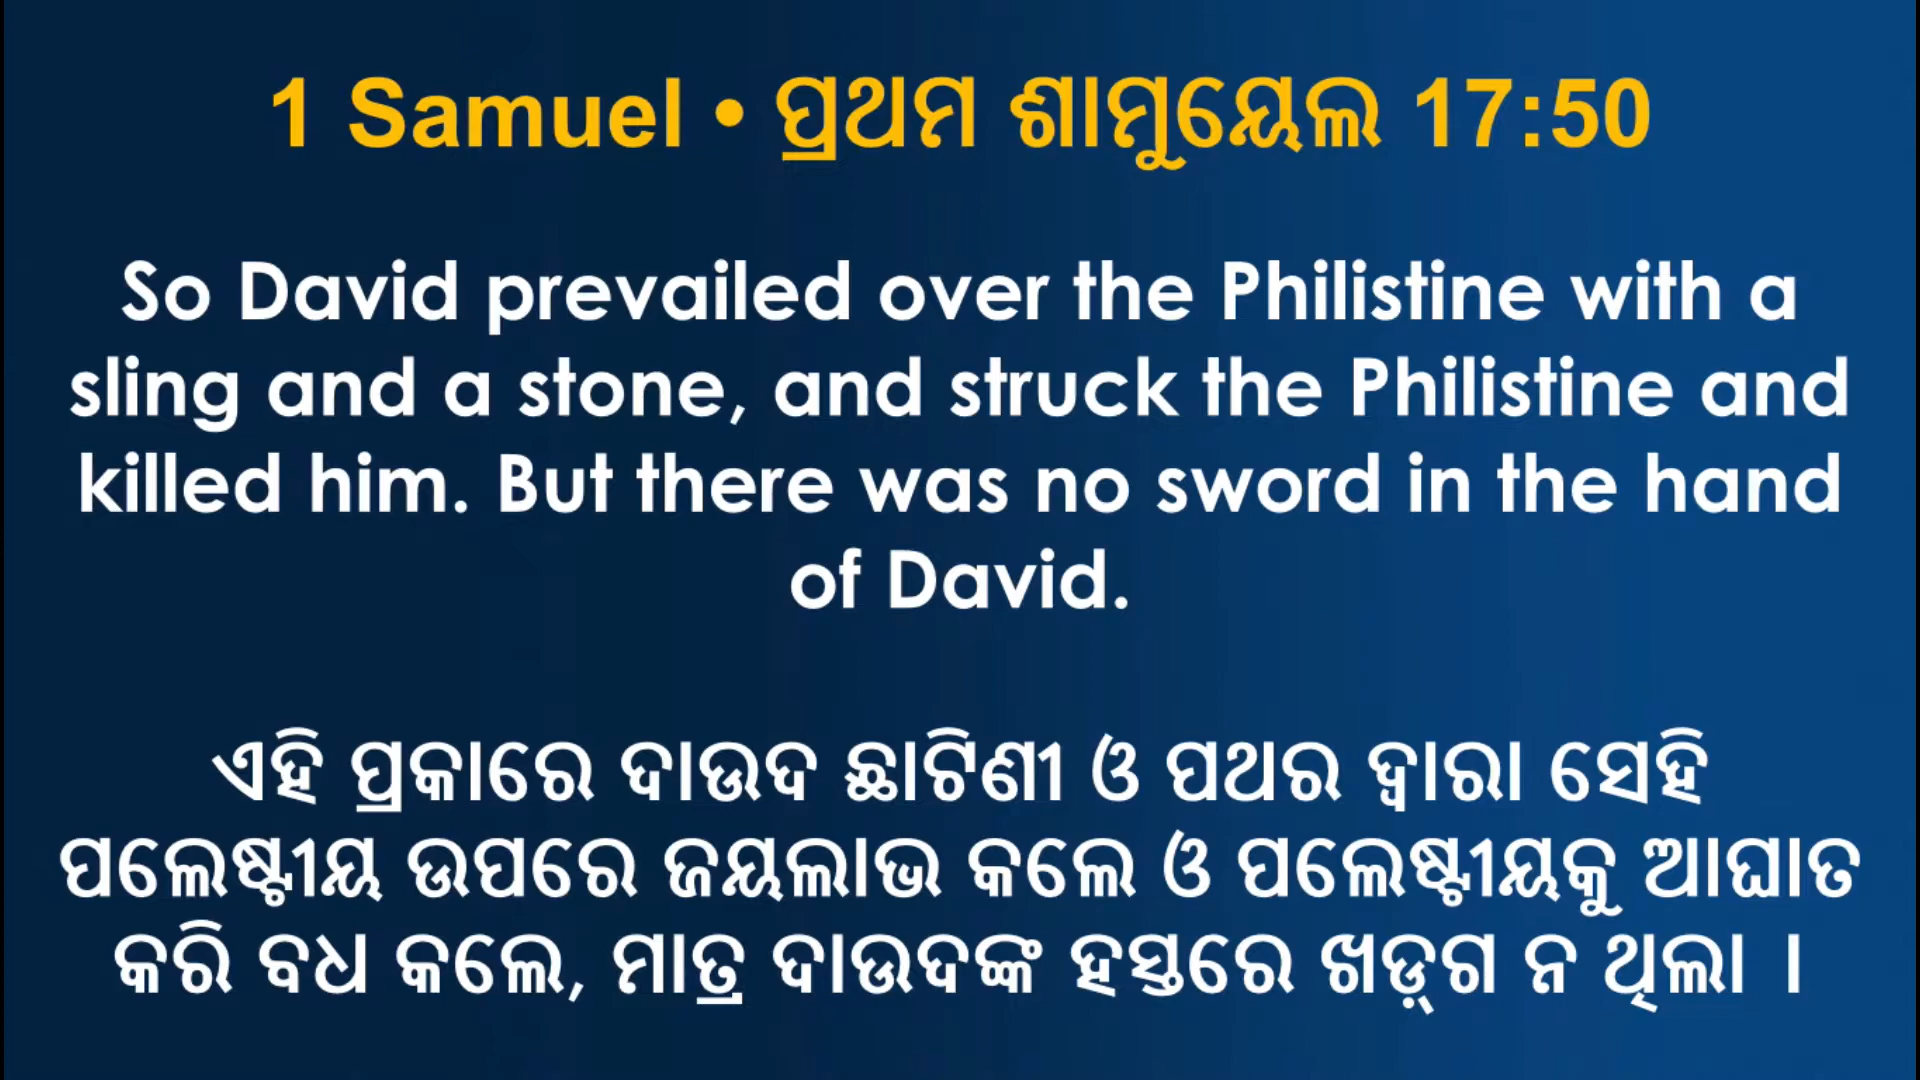 1 Samuel • ପ୍ରଥମ ଶାମୁୟେଲ 17:50
So David prevailed over the Philistine with a
sling and a stone, and struck the Philistine and
killed him. But there was no sword in the hand
of David.
ଏହି ପ୍ରକାରେ ଦାଉଦ ଛାଟିଣୀ ଓ ପଥର ଦ୍ୱାରା ସେହି
ପଲେଷ୍ଟୀୟ ଉପରେ ଜୟଲାଭ କଲେ ଓ ପଲେଷ୍ଟୀୟକୁ ଆଘାତ
କରି ବଧ କଲେ, ମାତ୍ର ଦାଉଦଙ୍କ ହସ୍ତରେ ଖଡ଼୍‍ଗ ନ ଥିଲା ।